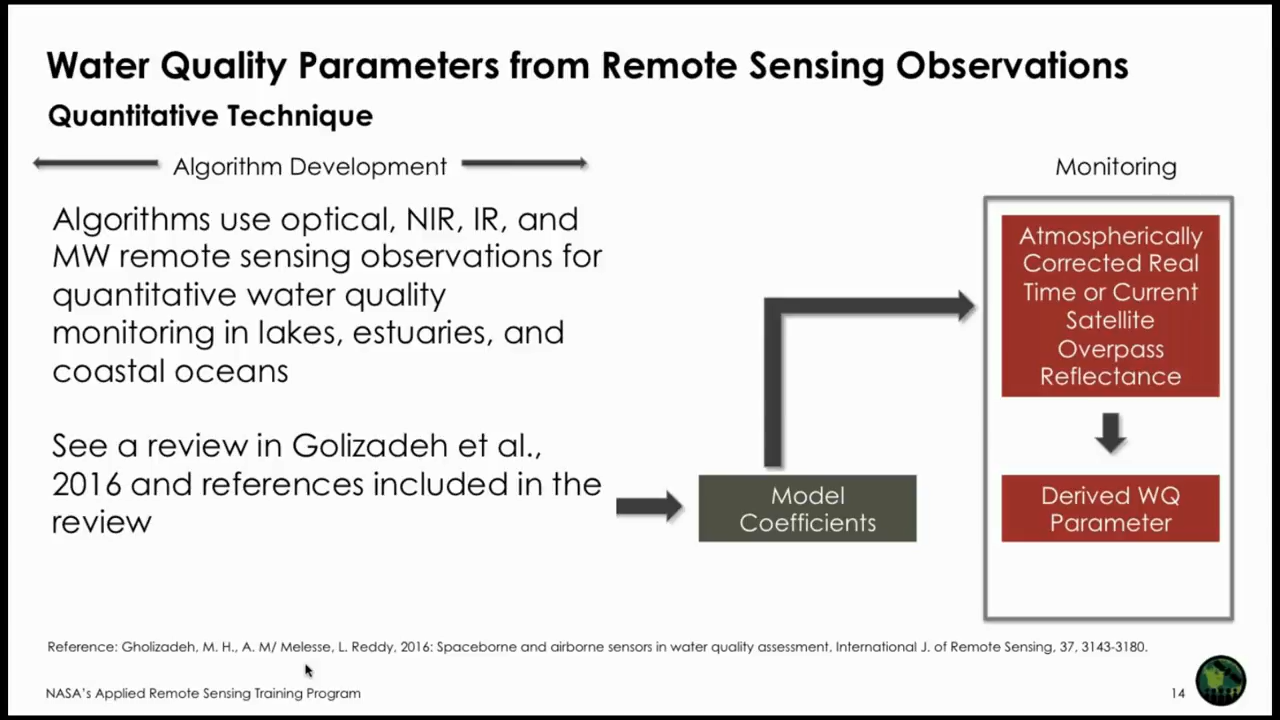 Water Quality Parameters from Remote Sensing Observations
Quantitative Technique
Algorithm Development
Algorithms use optical, NIR, IR, and
MW remote sensing observations for
quantitative water quality
monitoring in lakes, estuaries, and
coastal oceans
See a review in Golizadeh et al.,
2016 and references included in the
review
Model
Coefficients
Monitoring
Atmospherically
Corrected Real
Time or Current
Satellite
Overpass
Reflectance
Derived WQ
Parameter
Reference: Gholizadeh, M. H., A. M/ Melesse, L. Reddy, 2016: Spaceborne and airborne sensors in water quality assessment, International J. of Remote Sensing, 37, 3143-3180.
NASA's Applied Remote Sensing Training Program
14